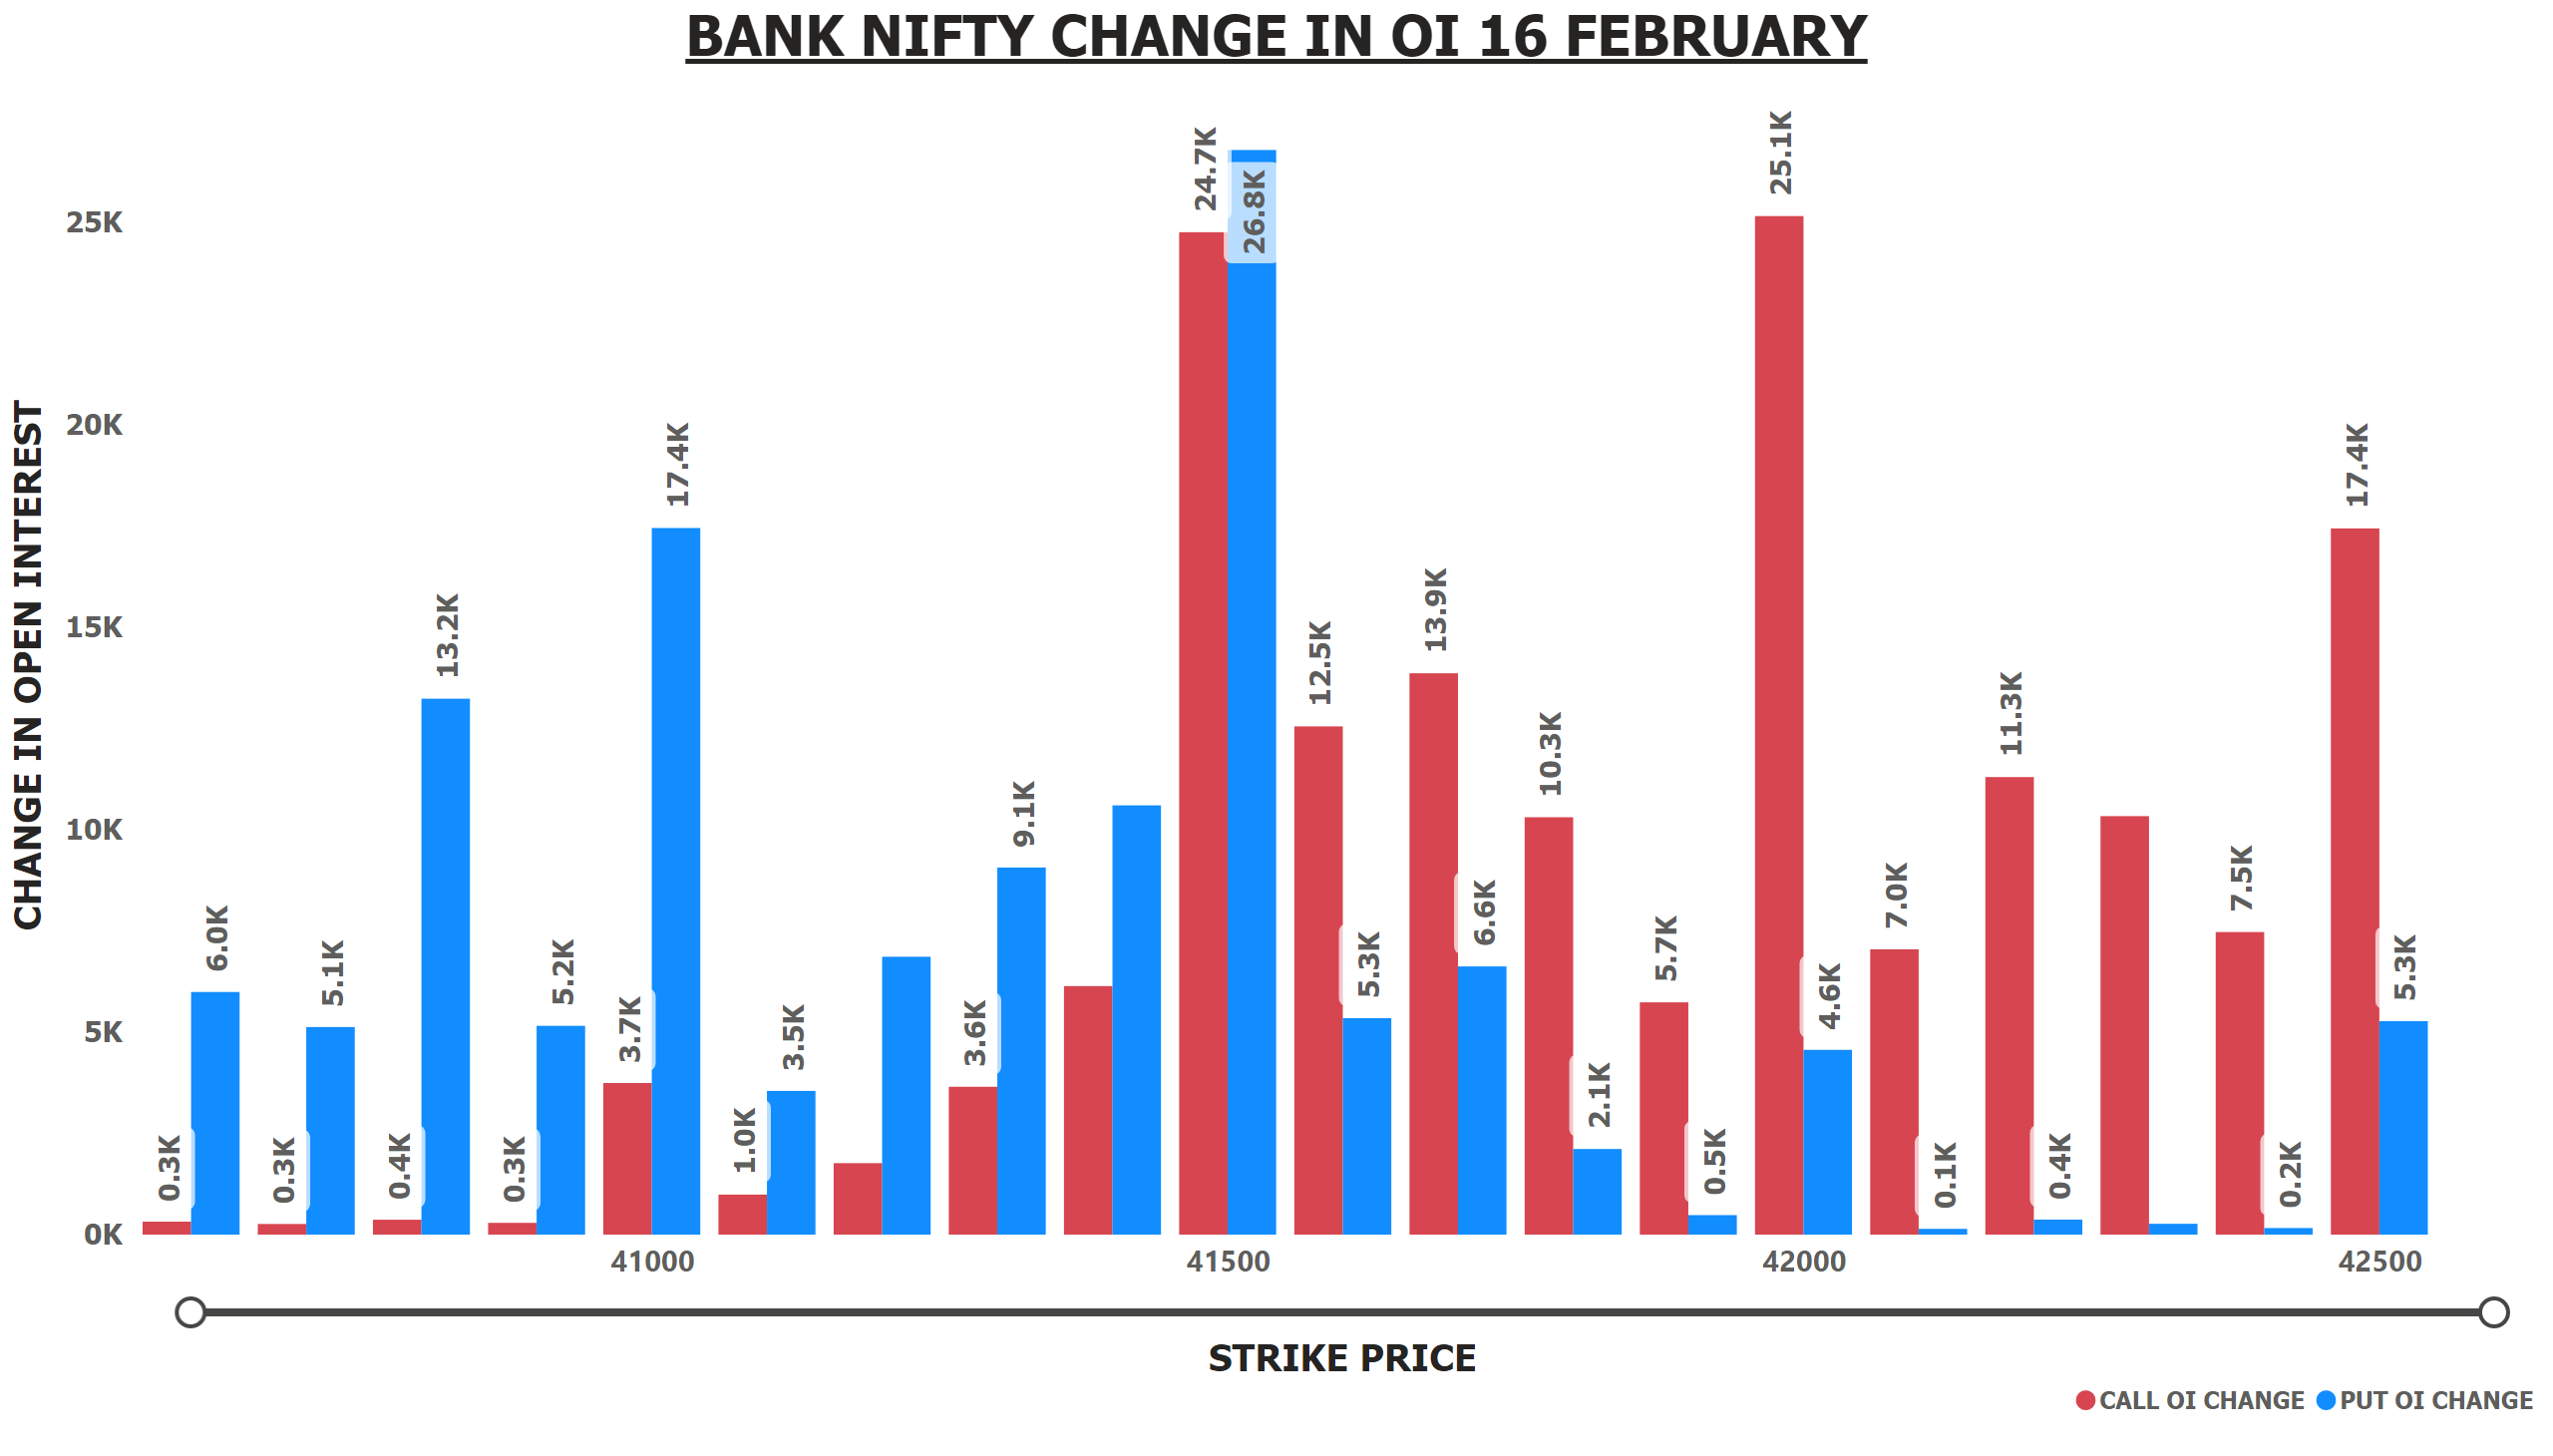 BANK NIFTY CHANGE IN OI 16 FEBRUARY
CHANGE IN OPEN INTEREST
25K
20K
15K
10K
5K
0K
0.3K
6.0K
0.3K
5.1K
0.4K
13.2K
0.3K
5.2K
3.7K
17.4K
1.0K
3.5K
3.6K
9.1K
24.7K
26.8K
12.5K
5.3K
13.9K
6.6K
10.3K
2.1K
5.7K
0.5K
25.1K
4.6K
7.0K
0.1K
11.3K
0.4K
7.5K
0.2K
17.4K
5.3K
41000
41500
42000
42500
STRIKE PRICE
CALL OI CHANGE
PUT OI CHANGE